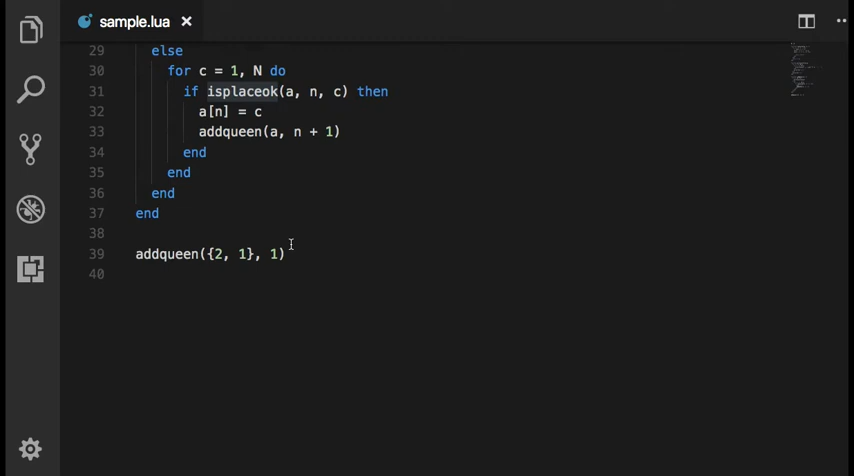 sample.lua
29 else
30 for c = 1, N do
31 if isplaceok(a, n, c) then
32 a[n] = c
33 addqueen(a, n + 1)
34 end
35 end
36 end
37 end
38
39 addqueen({2, 1}, 1)
40